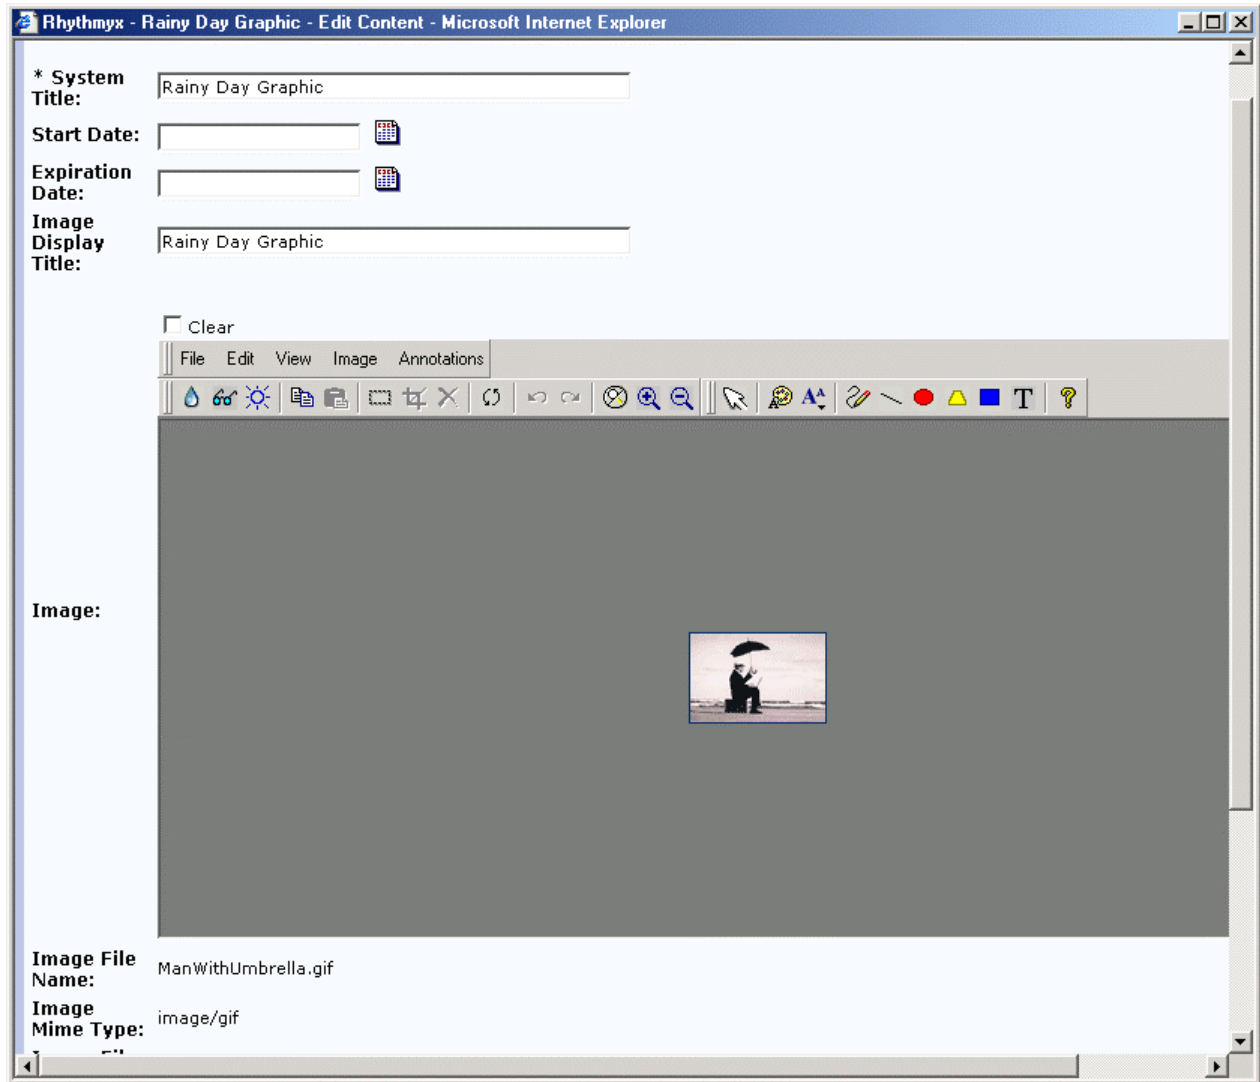 Rhythmyx - Rainy Day Graphic - Edit Content - Microsoft Internet Explorer
* System
Title:
Rainy Day Graphic
Start Date:
Expiration
Date:
Image
Display
Title:
Rainy Day Graphic
Clear
File Edit View Image Annotations
Image:
Image File
Name:
ManWithUmbrella.gif
Image
Mime Type:
image/gif